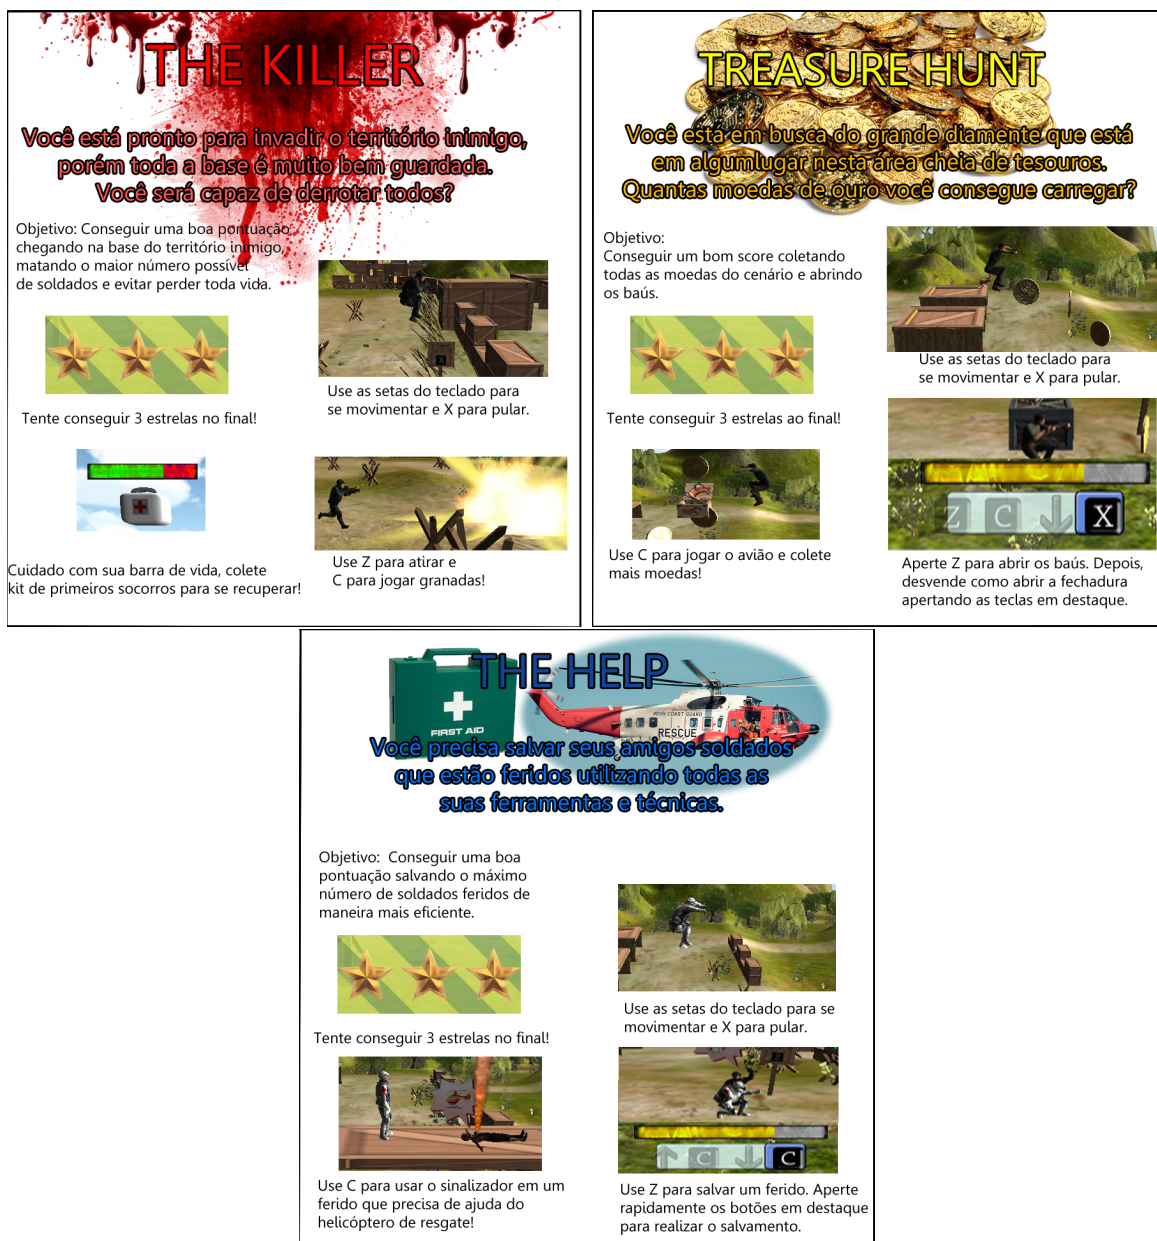 THE KILLER
Você está pronto para invadir o território inimigo,
porém toda a base é muito bem guardada.
Você será capaz de derrotar todos?
Objetivo: Conseguir uma boa pontuação
chegando na base do território inimigo,
matando o maior número possível
de soldados e evitar perder toda vida.
Tente conseguir 3 estrelas no final!
Cuidado com sua barra de vida, colete
kit de primeiros socorros para se recuperar!
X
Use as setas do teclado para
se movimentar e X para pular.
Use Z para atirar e
C para jogar granadas!
TREASURE HUNT
Você está em busca do grande diamente que está
em algumlugar nesta área cheia de tesouros.
Quantas moedas de ouro você consegue carregar?
Objetivo:
Conseguir um bom score coletando
todas as moedas do cenário e abrindo
os baús.
Tente conseguir 3 estrelas ao final!
Use C para jogar o avião e colete
mais moedas!
Use as setas do teclado para
se movimentar e X para pular.
Z C X
Aperte Z para abrir os baús. Depois,
desvende como abrir a fechadura
apertando as teclas em destaque.
THE HELP
FIRST AID
IRISH COAST GUARD
RESCUE
Você precisa salvar seus amigos soldados
que estão feridos utilizando todas as
suas ferramentas e técnicas.
Objetivo: Conseguir uma boa
pontuação salvando o máximo
número de soldados feridos de
maneira mais eficiente.
Tente conseguir 3 estrelas no final!
Use C para usar o sinalizador em um
ferido que precisa de ajuda do
helicóptero de resgate!
Use as setas do teclado para se
movimentar e X para pular.
C C
Use Z para salvar um ferido. Aperte
rapidamente os botões em destaque
para realizar o salvamento.